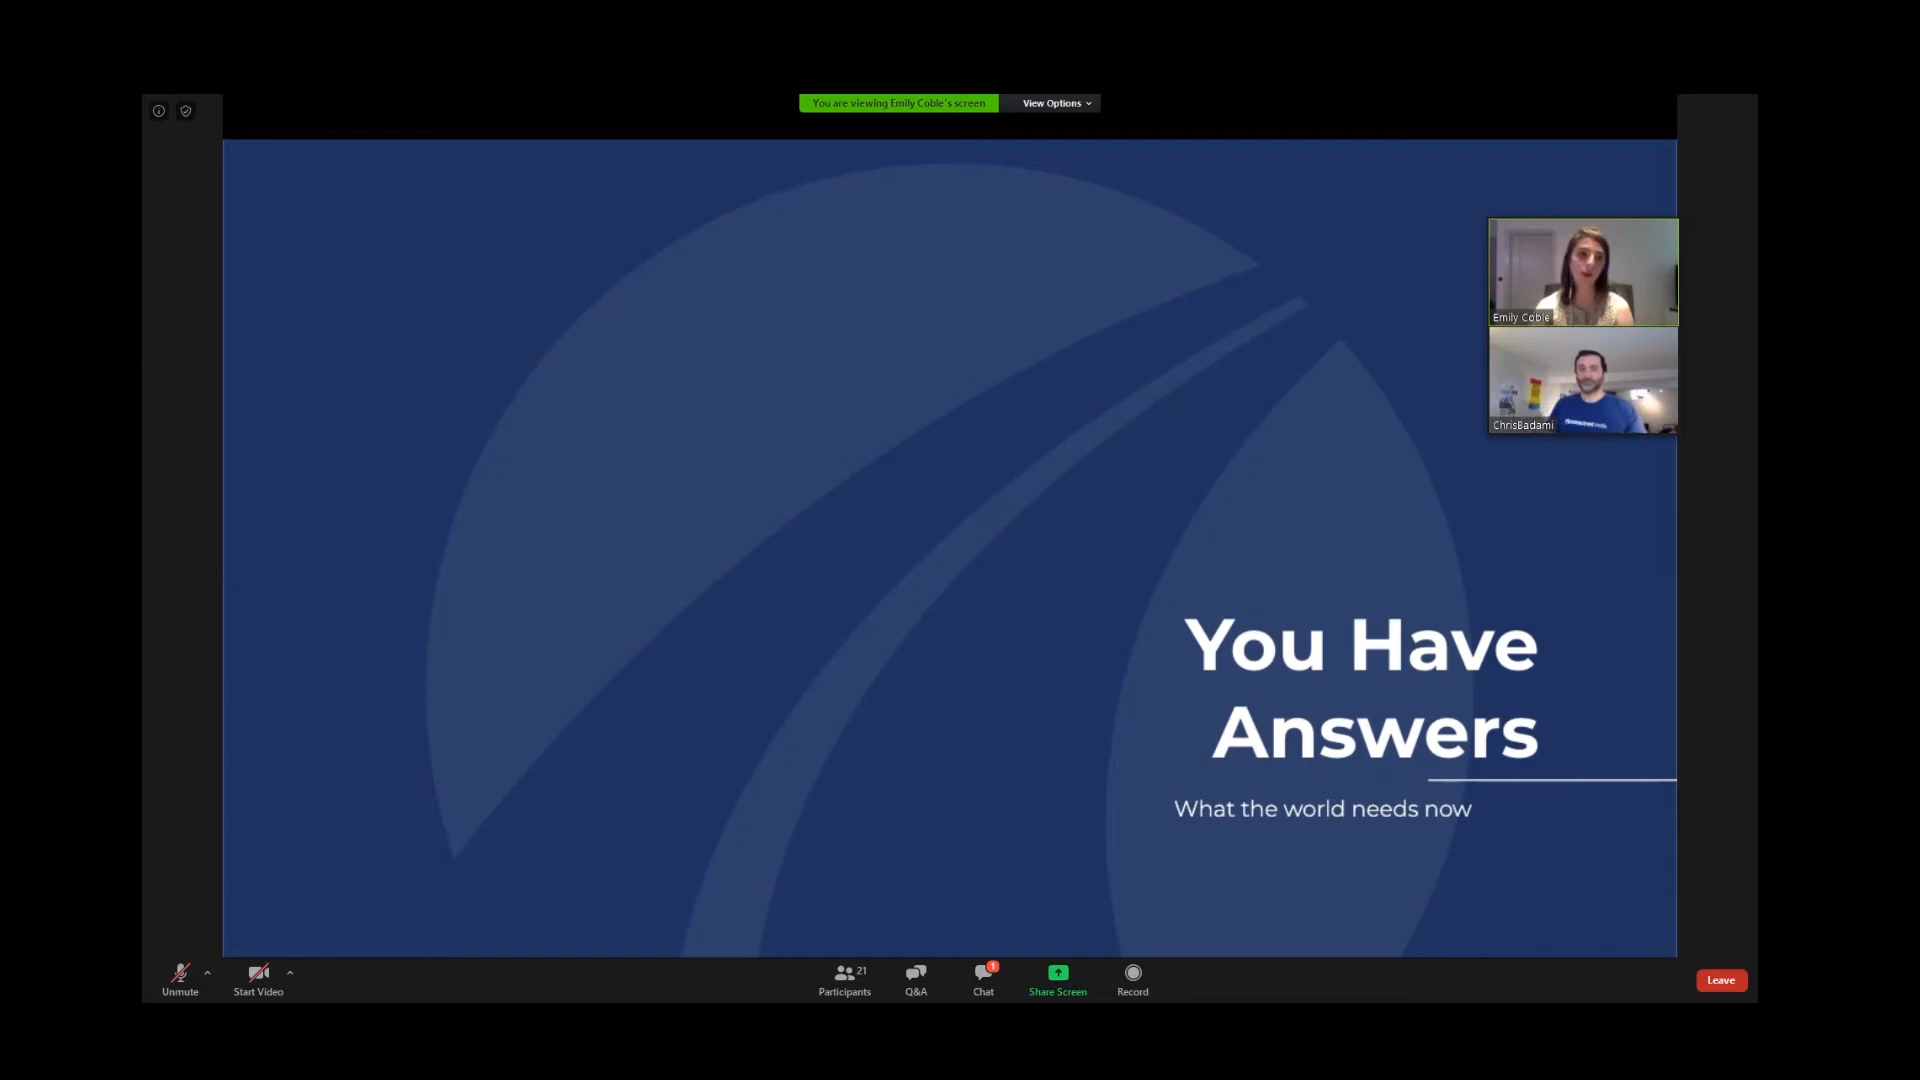 You are viewing Emily Coble's screen
View Options
Emily Coble
ChrisBadami
You Have
Answers
What the world needs now
Unmute
Start Video
21
Participants
Q&A
1
Chat
Share Screen
Record
Leave